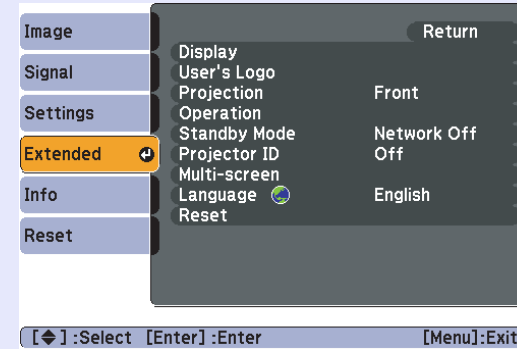 Image
Signal
Settings
Extended
Info
Reset
Return
Display
User's Logo
Projection Front
Operation
Standby Mode Network Off
Projector ID Off
Multi-screen
Language English
Reset
[◆] :Select [Enter] :Enter [Menu]:Exit